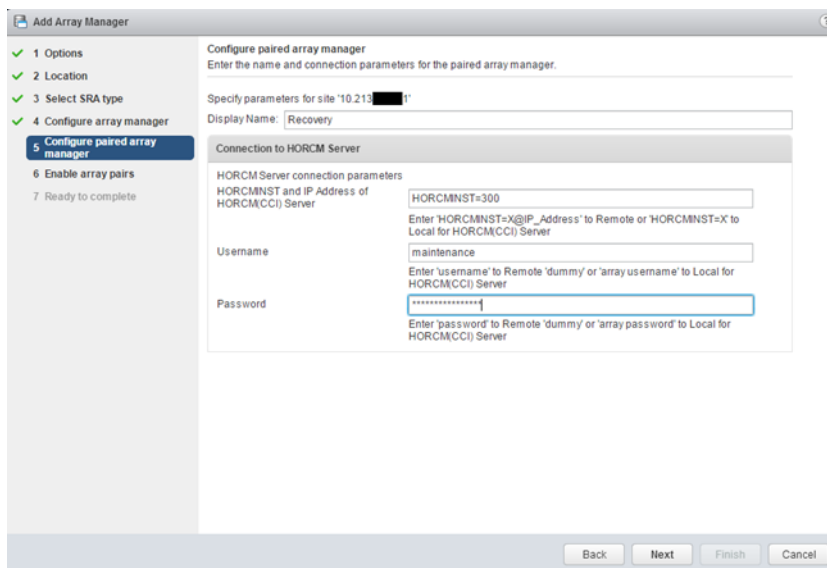 Add Array Manager
1 Options
2 Location
3 Select SRA type
4 Configure array manager
5 Configure paired array
manager
6 Enable array pairs
7 Ready to complete
Configure paired array manager
Enter the name and connection parameters for the paired array manager.
Specify parameters for site '10.213 1'
Display Name: Recovery
Connection to HORCM Server
HORCM Server connection parameters
HORCMINST and IP Address of
HORCM(CCI) Server
HORCMINST=300
Enter 'HORCMINST=X@IP_Address' to Remote or 'HORCMINST=X' to
Local for HORCM(CCI) Server
Username
maintenance
Enter 'username' to Remote 'dummy' or 'array username' to Local for
HORCM(CCI) Server
Password
****************
Enter 'password' to Remote 'dummy' or 'array password' to Local for
HORCM(CCI) Server
Back Next Finish Cancel